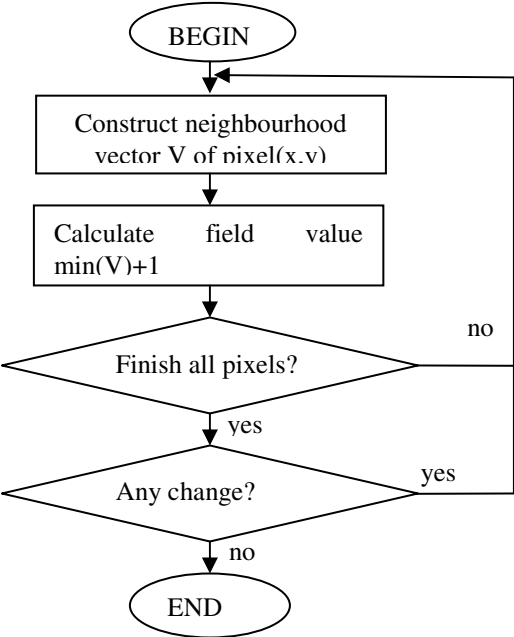 BEGIN
Construct neighbourhood
vector V of pixel(x,y)
Calculate field value
min(V)+1
no
Finish all pixels?
yes
Any change?
yes
no
END